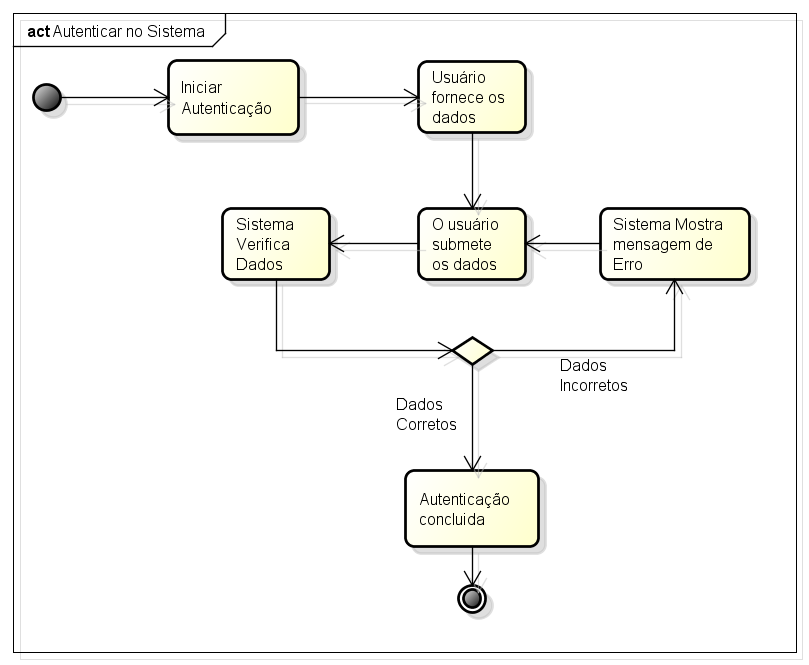 act Autenticar no Sistema
Iniciar
Autenticação
Usuário
fornece os
dados
Sistema
Verifica
Dados
O usuário
submete
os dados
Sistema Mostra
mensagem de
Erro
Dados
Incorretos
Dados
Corretos
Autenticação
concluida